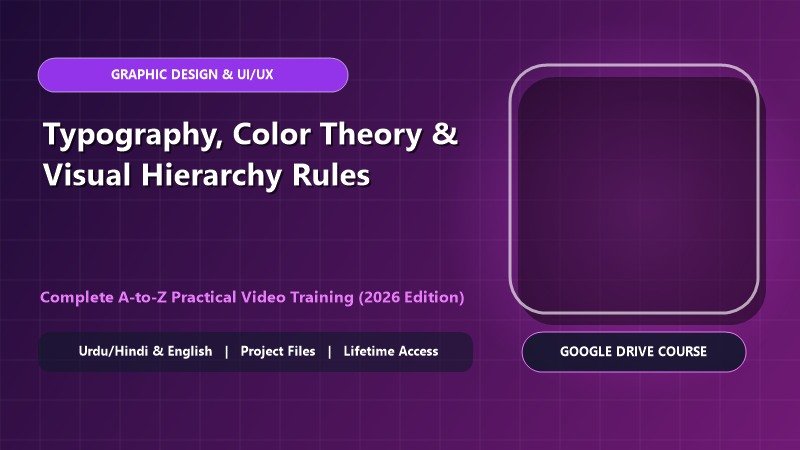 GRAPHIC DESIGN & UI/UX
Typography, Color Theory &
Visual Hierarchy Rules
Complete A-to-Z Practical Video Training (2026 Edition)
Urdu/Hindi & English | Project Files | Lifetime Access
GOOGLE DRIVE COURSE